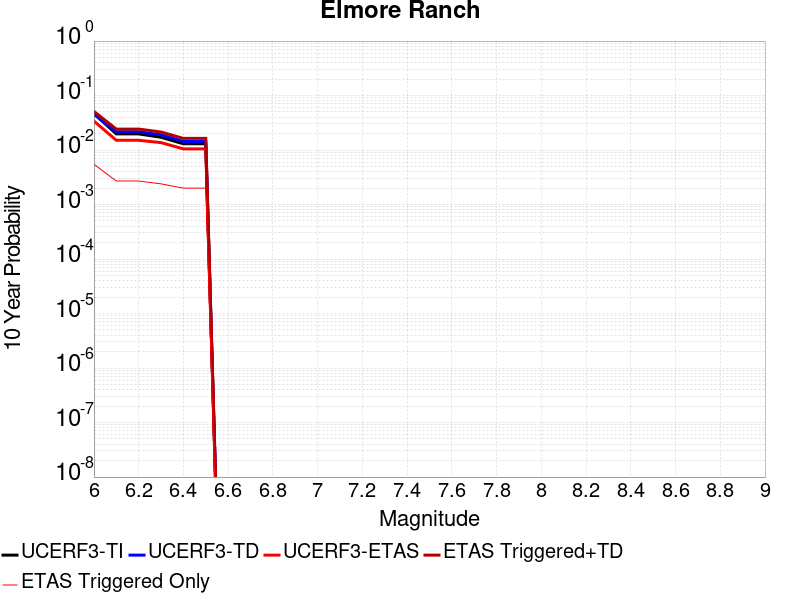 Elmore Ranch
10^0
10^-1
10^-2
10^-3
10^-4
10^-5
10^-6
10^-7
10^-8
10 Year Probability
6 6.2 6.4 6.6 6.8 7 7.2 7.4 7.6 7.8 8 8.2 8.4 8.6 8.8 9
Magnitude
UCERF3-TI UCERF3-TD UCERF3-ETAS ETAS Triggered+TD
ETAS Triggered Only